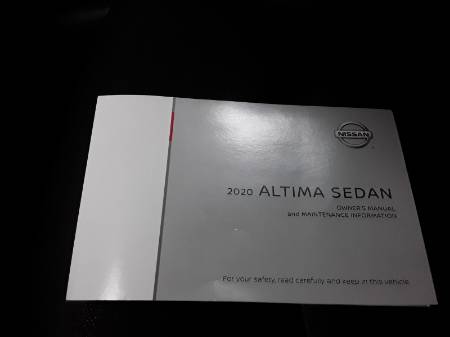 NISSAN
2020 ALTIMA SEDAN
OWNER'S MANUAL
and MAINTENANCE INFORMATION
For your safety, read carefully and keep in this vehicle.